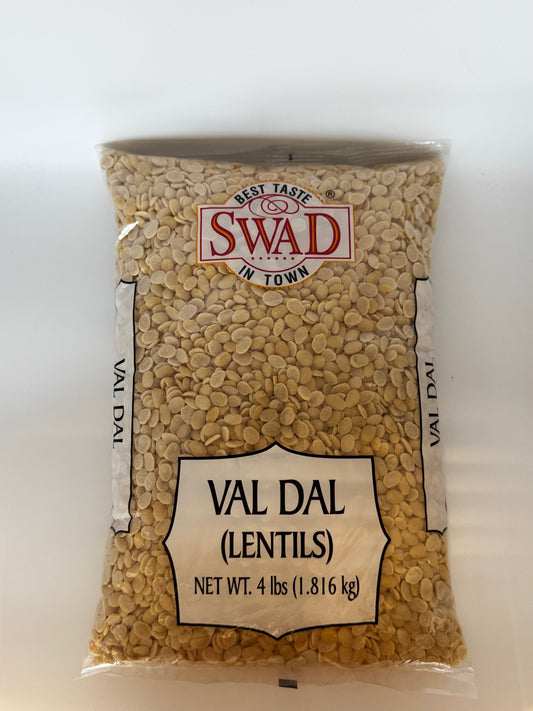 BEST TASTE
SWAD®
IN TOWN
VAL DAL
VAL DAL
VAL DAL
(LENTILS)
NET WT. 4 lbs (1.816 kg)